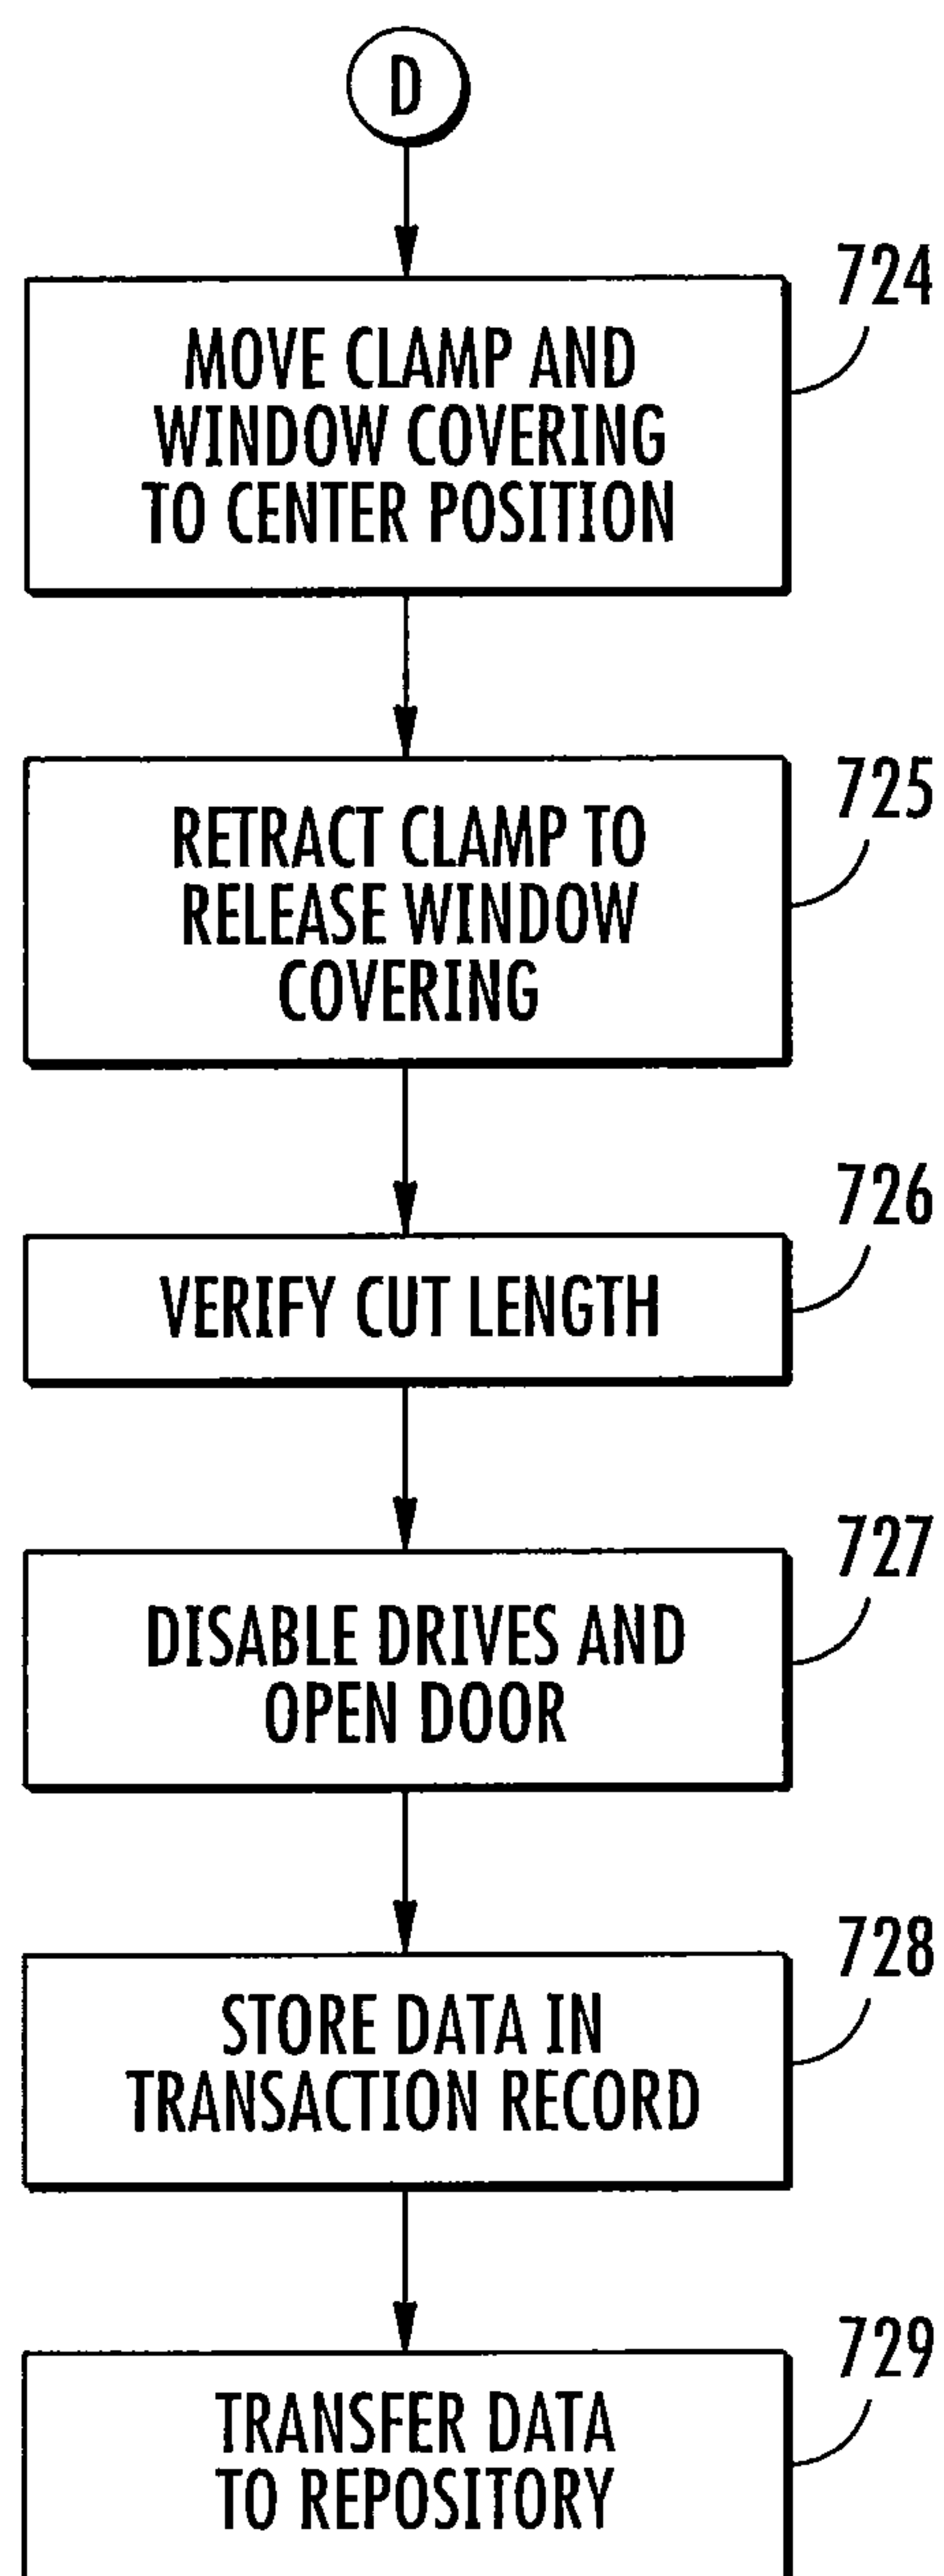 D
724
MOVE CLAMP AND
WINDOW COVERING
TO CENTER POSITION
725
RETRACT CLAMP TO
RELEASE WINDOW
COVERING
726
VERIFY CUT LENGTH
727
DISABLE DRIVES AND
OPEN DOOR
728
STORE DATA IN
TRANSACTION RECORD
729
TRANSFER DATA
TO REPOSITORY